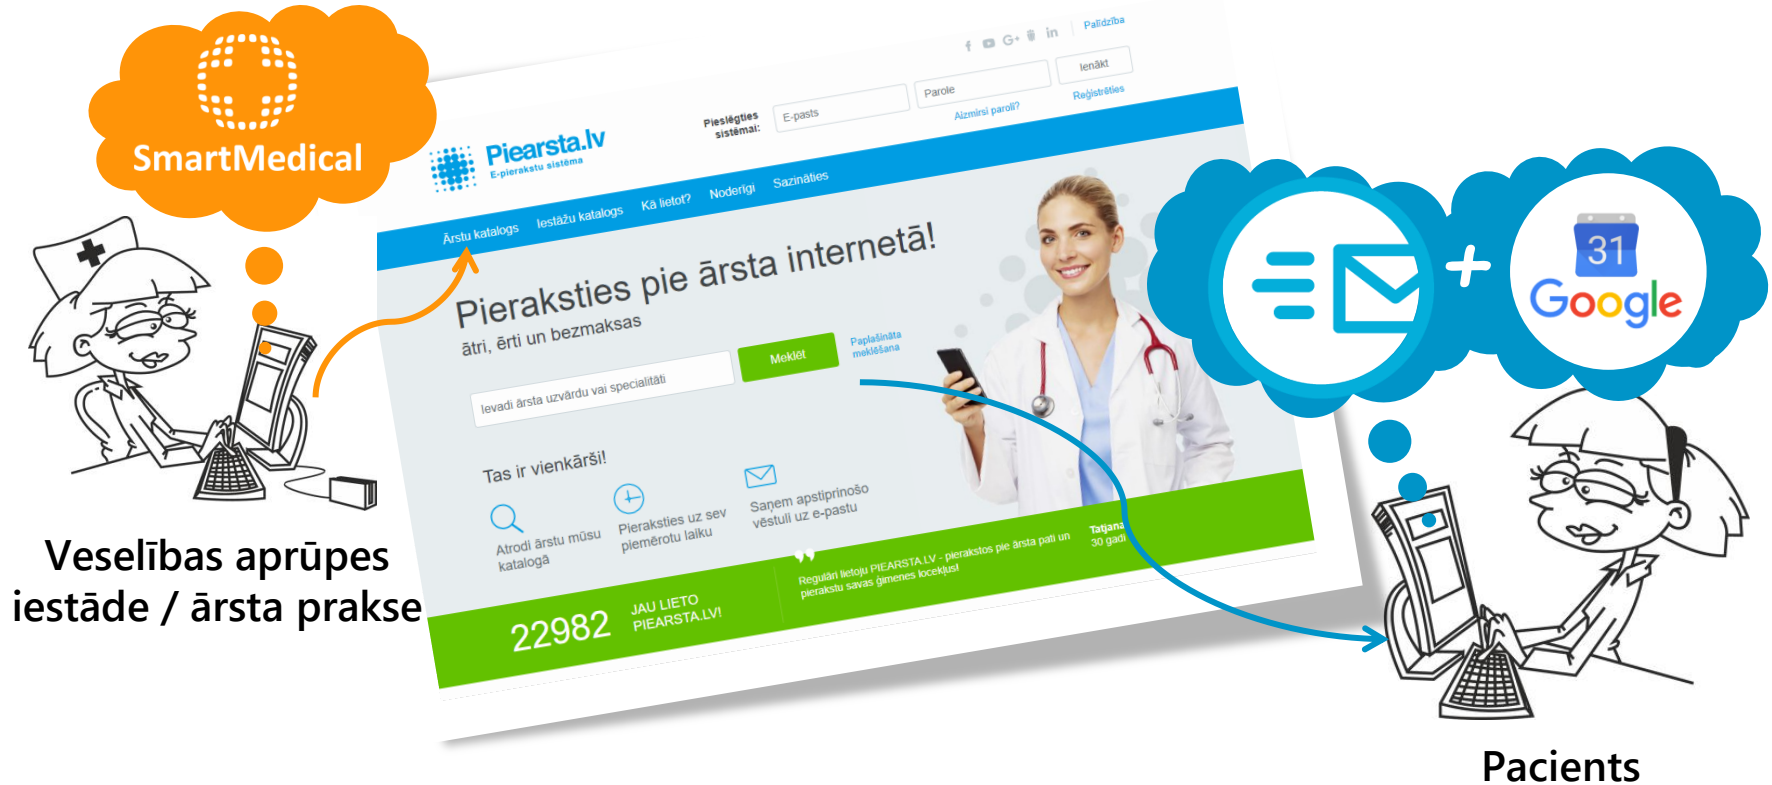 SmartMedical
Veselības aprūpes
iestāde / ārsta prakse
Piearsta.lv
E-pierakstu sistēma
Pieslēgties
sistēmai:
E-pasts
Parole
Ienākt
Palīdzība
Aizmirsi paroli?
Reģistrēties
f G+ in
Ārstu katalogs Iestāžu katalogs Kā lietot? Noderīgi Sazināties
Pieraksties pie ārsta internetā!
ātri, ērti un bezmaksas
Ievadi ārsta uzvārdu vai specialitāti
Meklēt
Paplašināta
meklēšana
Tas ir vienkārši!
Atrodi ārstu mūsu
katalogā
Pieraksties uz sev
piemērotu laiku
Saņem apstiprinošo
vēstuli uz e-pastu
22982
JAU LIETO
PIEARSTA.LV!
Regulāri lietoju PIEARSTA.LV - pierakstos pie ārsta pati un
pierakstu savas ģimenes locekļus!
Tatjana
30 gadi
+
31
Google
Pacients